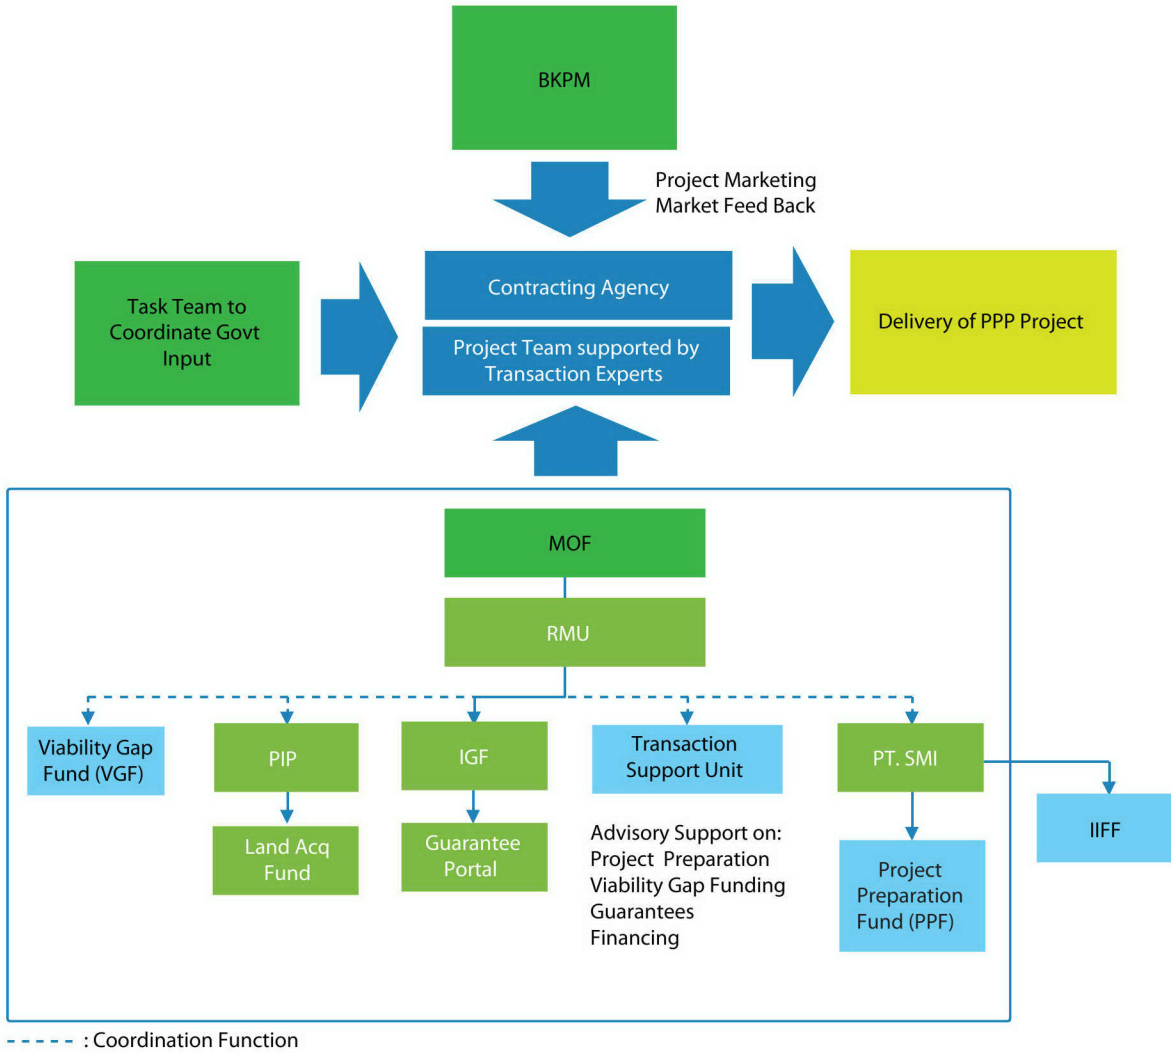 BKPM
Project Marketing
Market Feed Back
Task Team to
Coordinate Govt
Input
Contracting Agency
Project Team supported by
Transaction Experts
Delivery of PPP Project
MOF
RMU
Viability Gap
Fund (VGF)
PIP
IGF
Transaction
Support Unit
PT. SMI
IIFF
Land Acq
Fund
Guarantee
Portal
Advisory Support on:
Project Preparation
Viability Gap Funding
Guarantees
Financing
Project
Preparation
Fund (PPF)
: Coordination Function